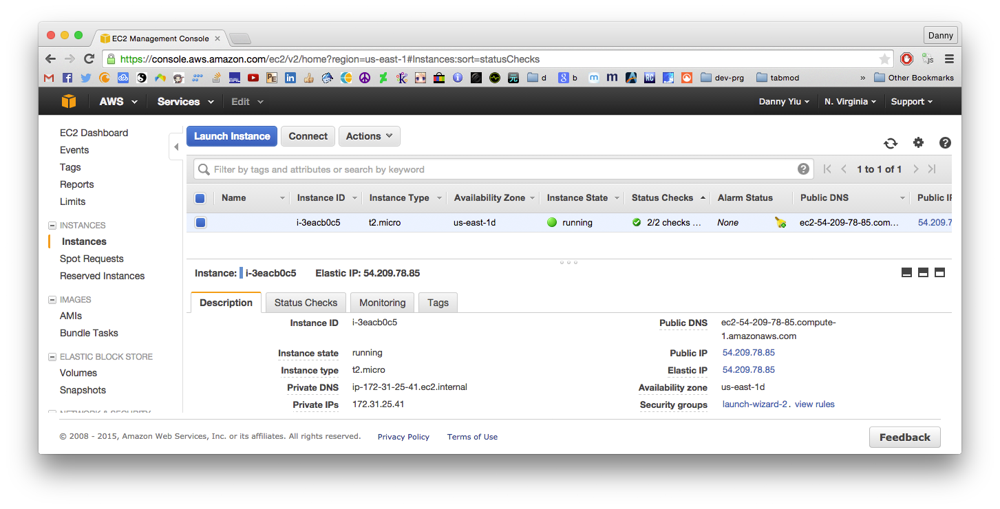 EC2 Management Console
Danny
https://console.aws.amazon.com/ec2/v2/home?region=us-east-1#Instances:sort=statusChecks
d b dev-prg tabmod » Other Bookmarks
AWS Services Edit Danny Yiu N. Virginia Support
EC2 Dashboard
Events
Tags
Reports
Limits
INSTANCES
Instances
Spot Requests
Reserved Instances
IMAGES
AMIs
Bundle Tasks
ELASTIC BLOCK STORE
Volumes
Snapshots
NETWORK & SECURITY
Launch Instance Connect Actions
Filter by tags and attributes or search by keyword 1 to 1 of 1
Name Instance ID Instance Type Availability Zone Instance State Status Checks Alarm Status Public DNS Public IP
i-3eacb0c5 t2.micro us-east-1d running 2/2 checks ... None ec2-54-209-78-85.com... 54.209.7
Instance: i-3eacb0c5 Elastic IP: 54.209.78.85
Description Status Checks Monitoring Tags
Instance ID i-3eacb0c5 Public DNS ec2-54-209-78-85.compute-
1.amazonaws.com
Instance state running Public IP 54.209.78.85
Instance type t2.micro Elastic IP 54.209.78.85
Private DNS ip-172-31-25-41.ec2.internal Availability zone us-east-1d
Private IPs 172.31.25.41 Security groups launch-wizard-2. view rules
© 2008 - 2015, Amazon Web Services, Inc. or its affiliates. All rights reserved. Privacy Policy Terms of Use Feedback